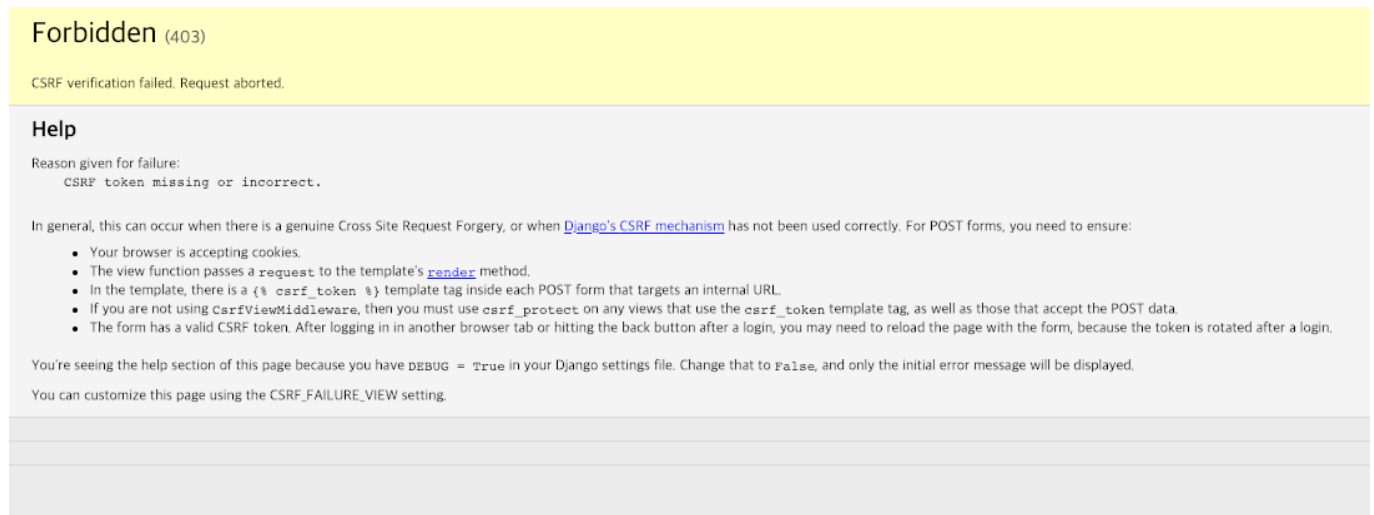 Forbidden (403)
CSRF verification failed. Request aborted.
Help
Reason given for failure:
CSRF token missing or incorrect.
In general, this can occur when there is a genuine Cross Site Request Forgery, or when Django's CSRF mechanism has not been used correctly. For POST forms, you need to ensure:
• Your browser is accepting cookies.
• The view function passes a request to the template's render method.
• In the template, there is a {% csrf_token %} template tag inside each POST form that targets an internal URL.
• If you are not using CsrfViewMiddleware, then you must use csrf_protect on any views that use the csrf_token template tag, as well as those that accept the POST data.
• The form has a valid CSRF token. After logging in in another browser tab or hitting the back button after a login, you may need to reload the page with the form, because the token is rotated after a login.
You're seeing the help section of this page because you have DEBUG = True in your Django settings file. Change that to False, and only the initial error message will be displayed.
You can customize this page using the CSRF_FAILURE_VIEW setting.